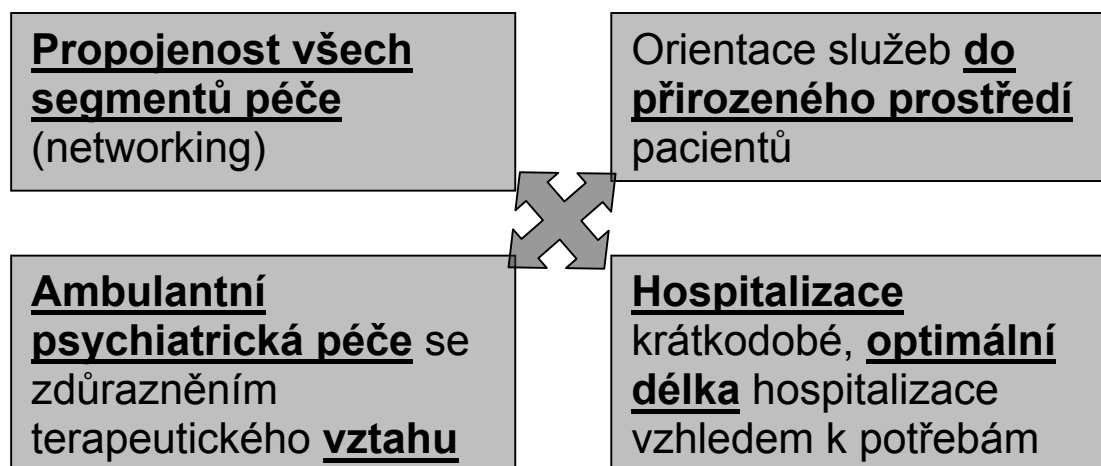 Propojenost všech
segmentů péče
(networking)
Orientace služeb do
přirozeného prostředí
pacientů
Ambulantní
psychiatrická péče se
zdůrazněním
terapeutického vztahu
Hospitalizace
krátkodobé, optimální
délka hospitalizace
vzhledem k potřebám